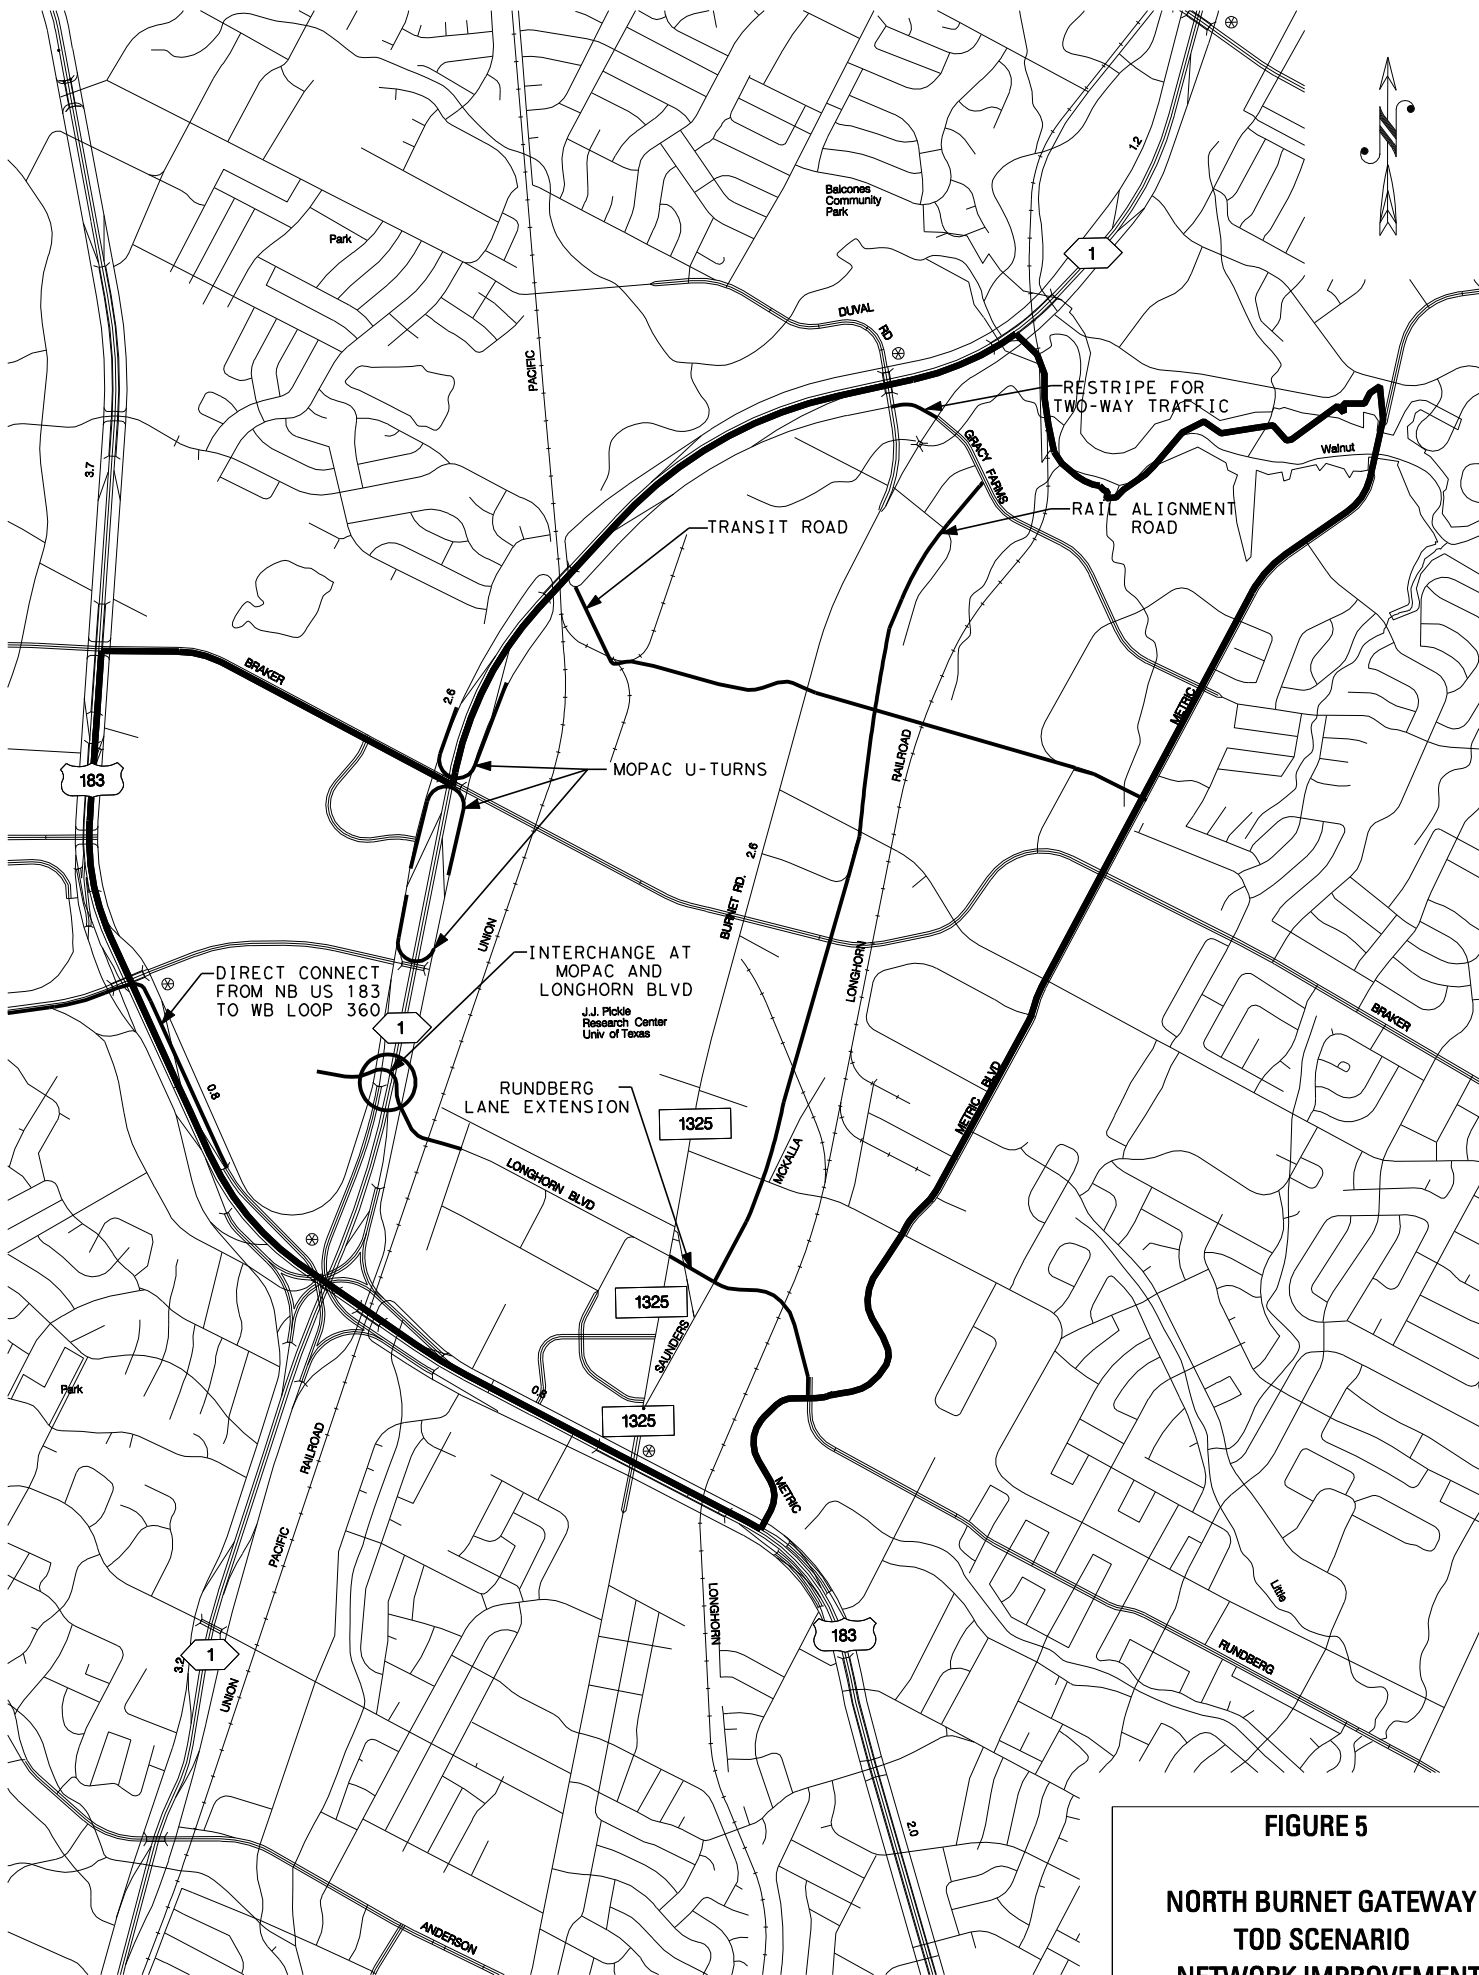 1.2
Balcones
Community
Park
Park
1
DUVAL
RD
PACIFIC
RESTRIPE FOR
TWO-WAY TRAFFIC
GRACY FARMS
Walnut
3.7
RAIL ALIGNMENT
ROAD
TRANSIT ROAD
BRAKER
2.6
METRIC
RAILROAD
183
MOPAC U-TURNS
BURNET RD. 2.6
UNION
INTERCHANGE AT
MOPAC AND
LONGHORN BLVD
LONGHORN
DIRECT CONNECT
FROM NB US 183
TO WB LOOP 360
J.J. Pickle
Research Center
Univ of Texas
1
BRAKER
0.8
RUNDBERG
LANE EXTENSION
METRIC BLVD
1325
MCKALLA
LONGHORN BLVD
1325
SAUNDERS
Park
0.8
1325
RAILROAD
METRIC
PACIFIC
LONGHORN
Little
183
RUNDBERG
1
3.2
UNION
2.0
ANDERSON
FIGURE 5
NORTH BURNET GATEWAY
TOD SCENARIO
NETWORK IMPROVEMENT